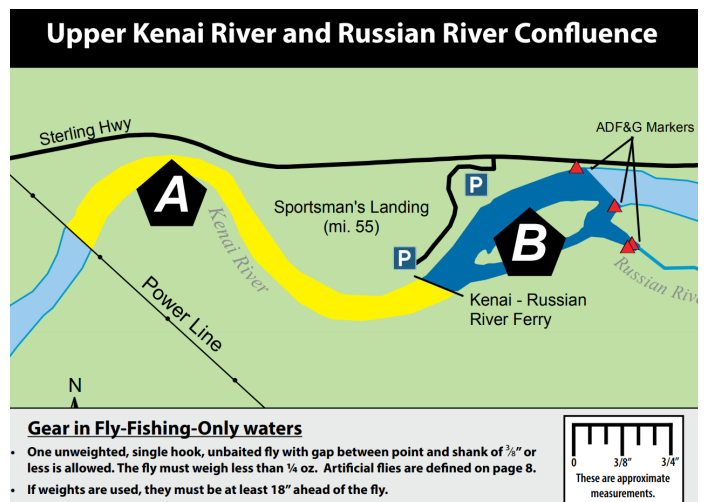 Upper Kenai River and Russian River Confluence
Sterling Hwy
ADF&G Markers
A
P
Sportsman's Landing
(mi. 55)
Kenai River
B
P
Russian Rive
Kenai - Russian
River Ferry
Power Line
N
Gear in Fly-Fishing-Only waters
• One unweighted, single hook, unbaited fly with gap between point and shank of 3/8" or
less is allowed. The fly must weigh less than ¼ oz.  Artificial flies are defined on page 8.
• If weights are used, they must be at least 18" ahead of the fly.
0 3/8" 3/4"
These are approximate
measurements.